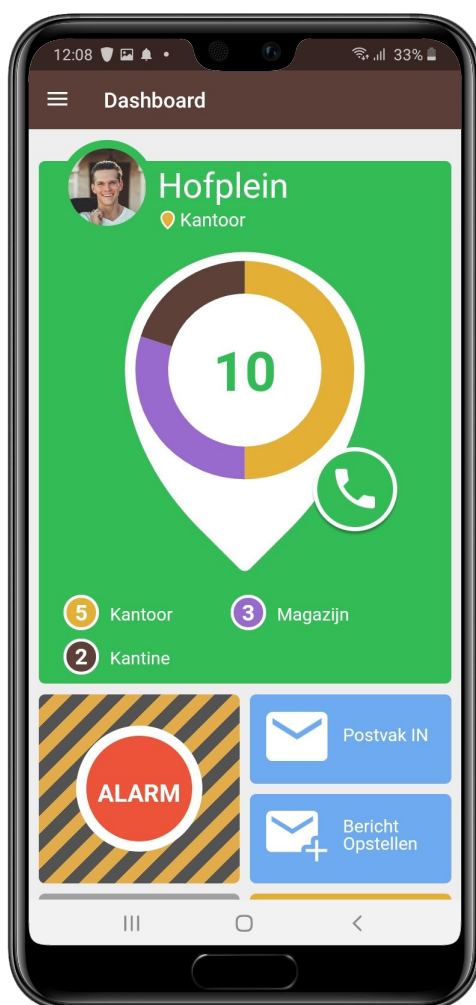 12:08
33%
Dashboard
Hofplein
Kantoor
10
5 Kantoor
3 Magazijn
2 Kantine
ALARM
Postvak IN
Bericht
Opstellen